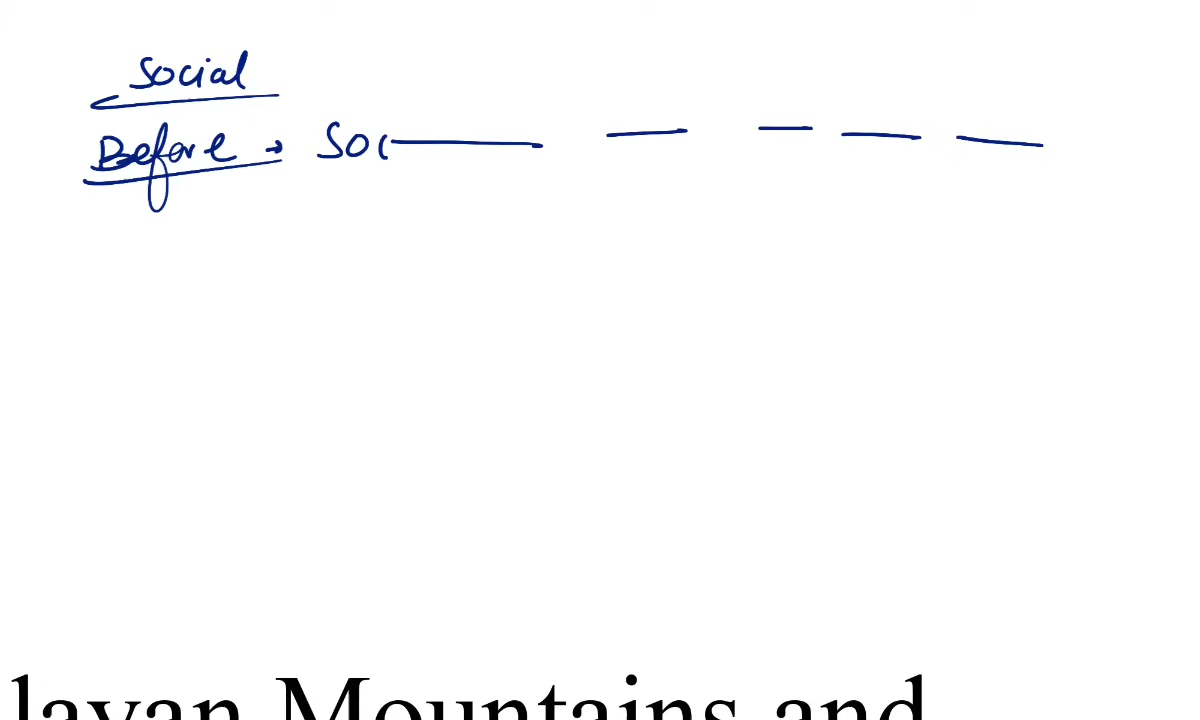 Social
Before → Soc
layan Mountains and